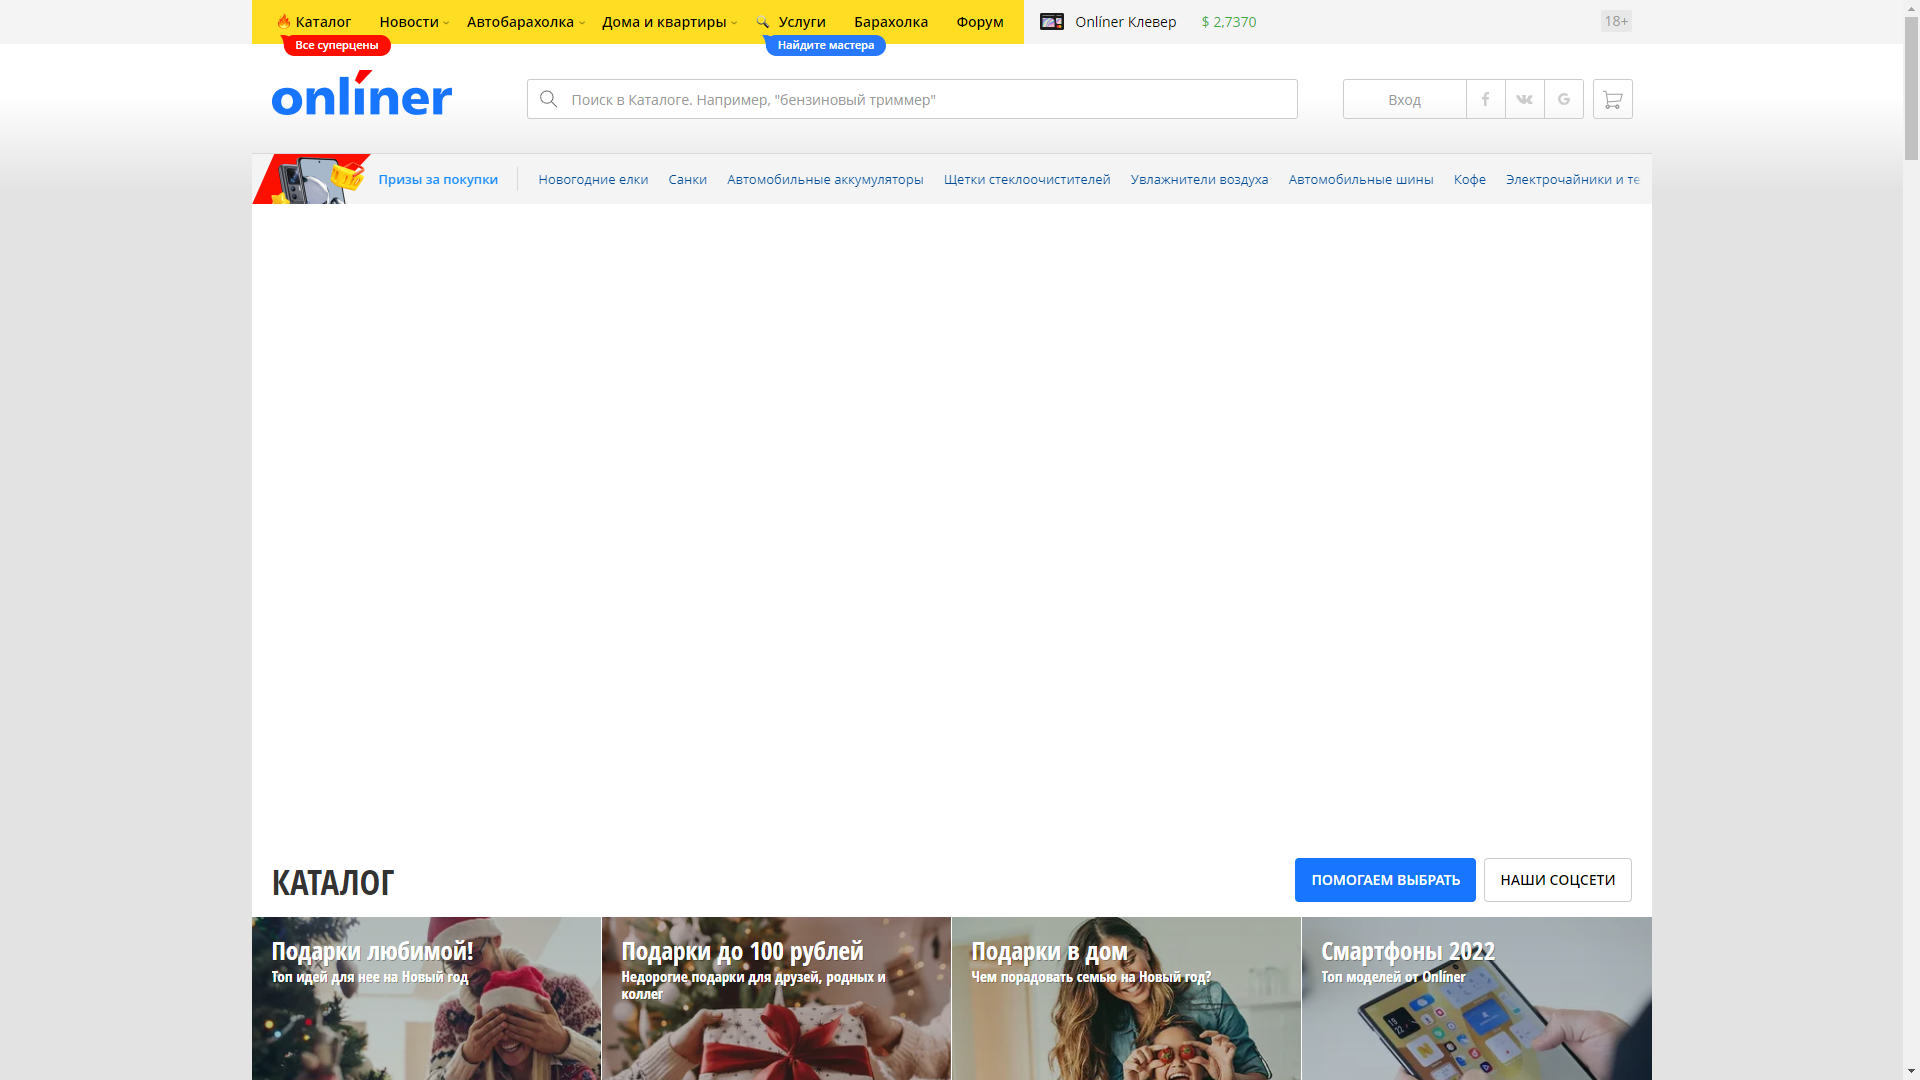 Каталог Новости Автобарахолка Дома и квартиры Услуги Барахолка Форум Onlíner Клевер $ 2,7370 18+
Все суперцены Найдите мастера
onlíner
Поиск в Каталоге. Например, "бензиновый триммер"
Вход
Призы за покупки Новогодние елки Санки Автомобильные аккумуляторы Щетки стеклоочистителей Увлажнители воздуха Автомобильные шины Кофе Электрочайники и те
КАТАЛОГ
ПОМОГАЕМ ВЫБРАТЬ НАШИ СОЦСЕТИ
Подарки любимой!
Топ идей для нее на Новый год
Подарки до 100 рублей
Недорогие подарки для друзей, родных и
коллег
Подарки в дом
Чем порадовать семью на Новый год?
Смартфоны 2022
Топ моделей от Onlíner